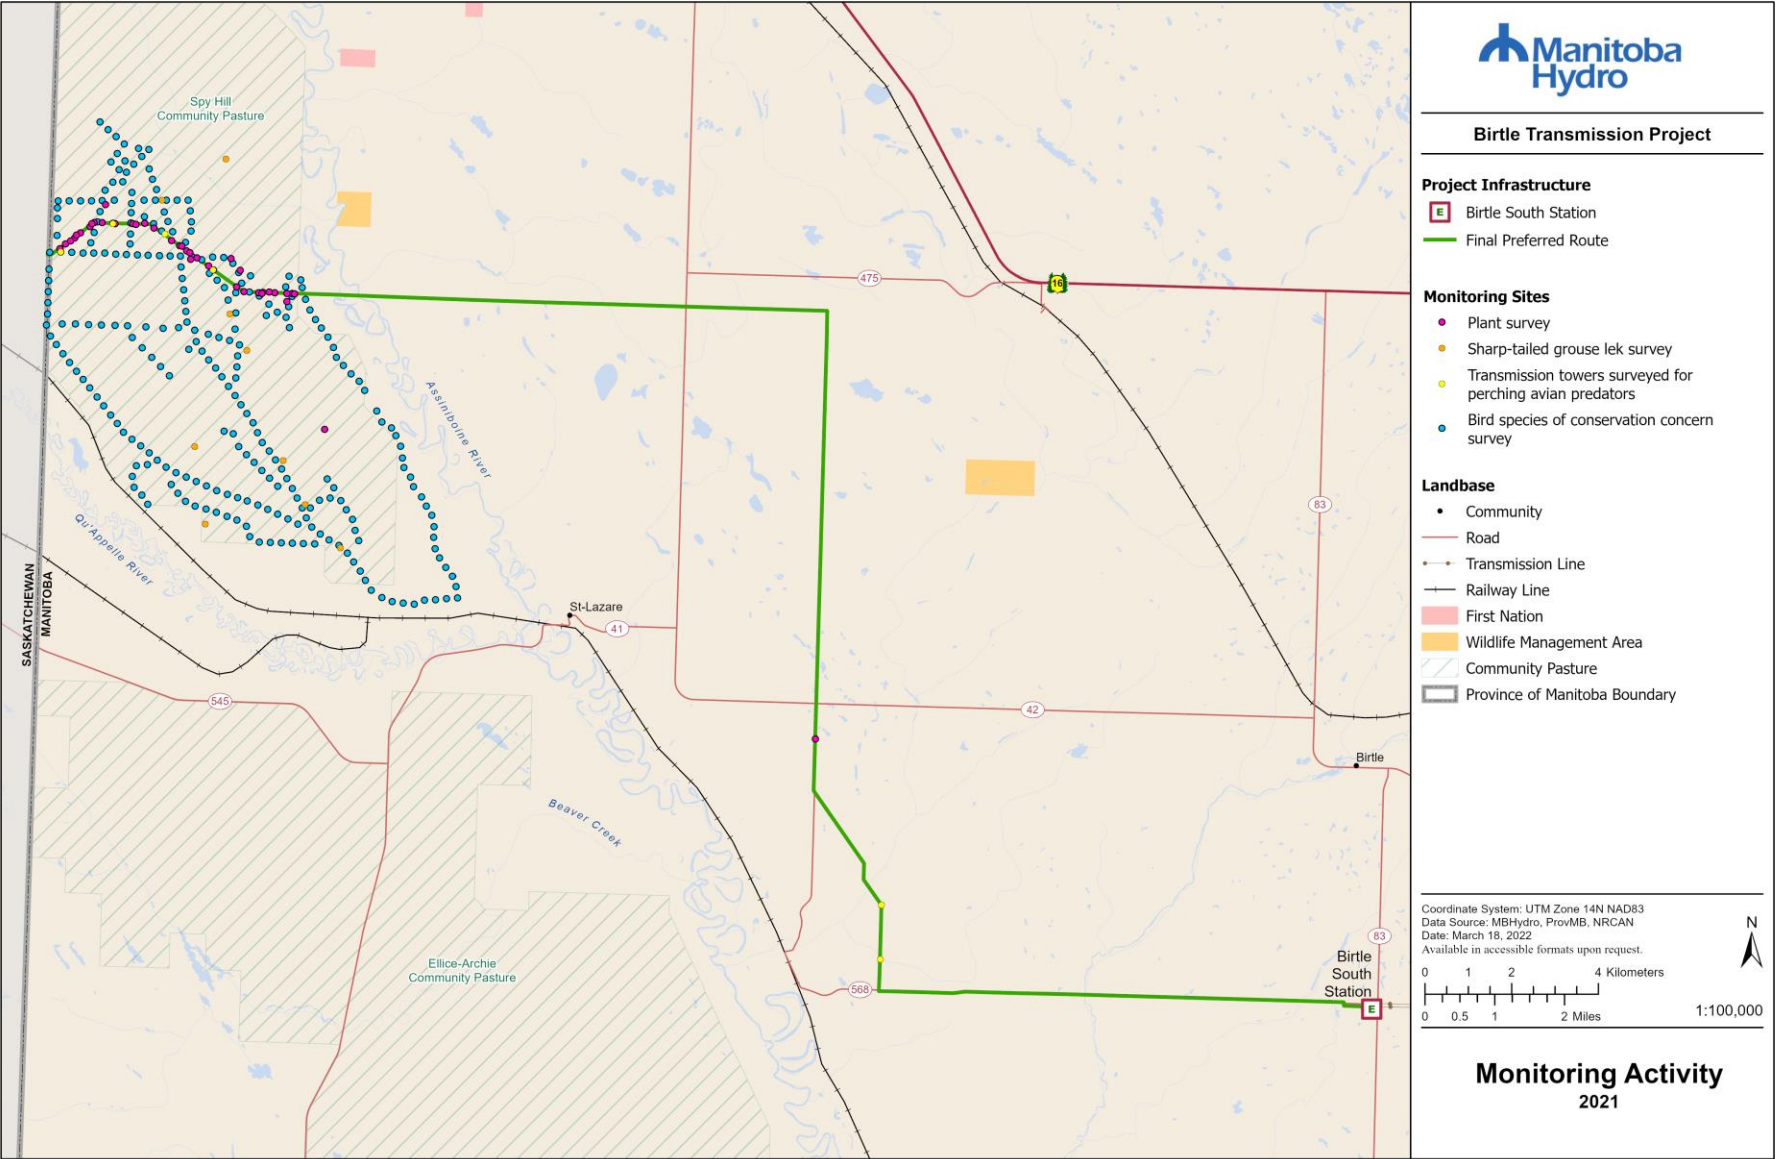 Spy Hill
Community Pasture
475
16
83
Assiniboine River
Qu'Appelle River
SASKATCHEWAN
MANITOBA
St-Lazare
41
545
42
Birtle
Beaver Creek
Ellice-Archie
Community Pasture
568
83
Birtle
South
Station
E
Manitoba
Hydro
Birtle Transmission Project
Project Infrastructure
E
Birtle South Station
Final Preferred Route
Monitoring Sites
Plant survey
Sharp-tailed grouse lek survey
Transmission towers surveyed for
perching avian predators
Bird species of conservation concern
survey
Landbase
Community
Road
Transmission Line
Railway Line
First Nation
Wildlife Management Area
Community Pasture
Province of Manitoba Boundary
Coordinate System: UTM Zone 14N NAD83
Data Source: MBHydro, ProvMB, NRCAN
Date: March 18, 2022
Available in accessible formats upon request.
N
0 1 2 4 Kilometers
0 0.5 1 2 Miles
1:100,000
Monitoring Activity
2021